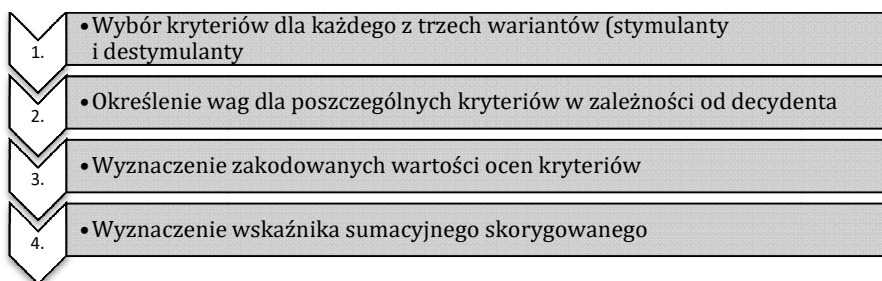 1.
•Wybór kryteriów dla każdego z trzech wariantów (stymulanty
i destymulanty
2.
•Określenie wag dla poszczególnych kryteriów w zależności od decydenta
3.
•Wyznaczenie zakodowanych wartości ocen kryteriów
4.
•Wyznaczenie wskaźnika sumacyjnego skorygowanego